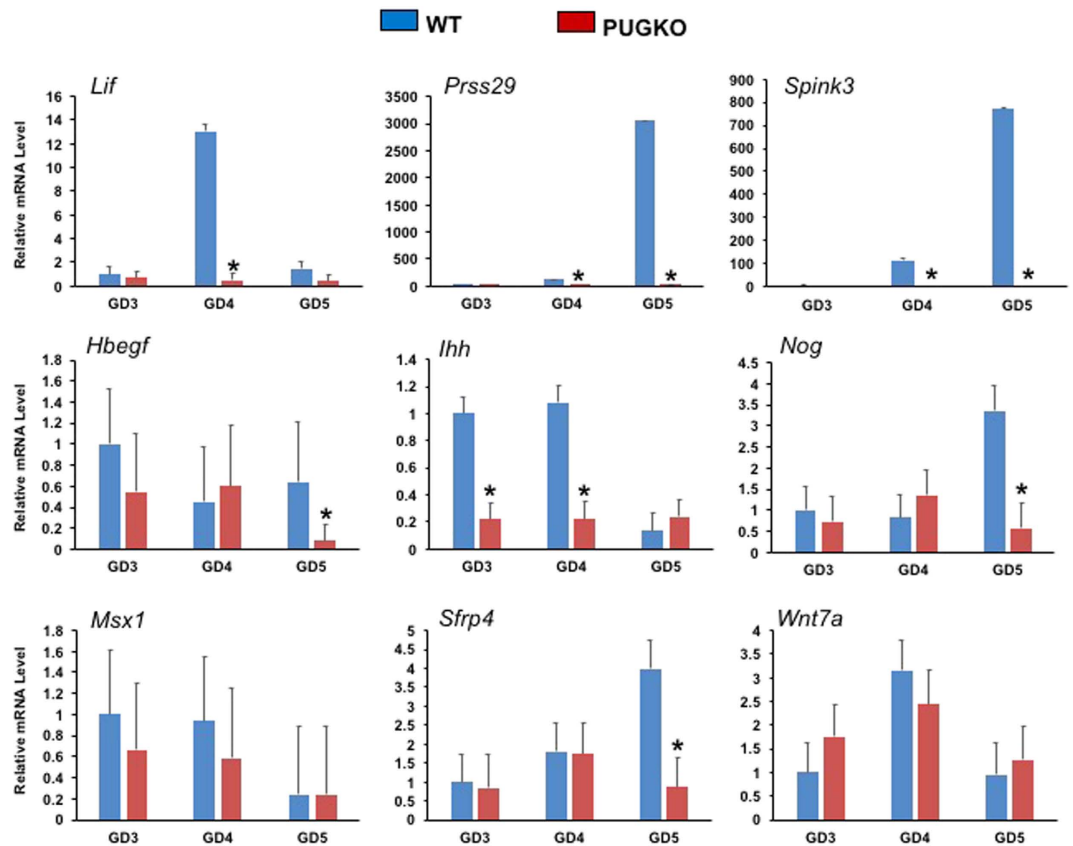 WT PUGKO
Lif Prss29 Spink3
Relative mRNA Level
16 14 12 10 8 6 4 2 0
* 
GD3 GD4 GD5
3500 3000 2500 2000 1500 1000 500 0
* *
GD3 GD4 GD5
900 800 700 600 500 400 300 200 100 0
* *
GD3 GD4 GD5
Hbegf Ihh Nog
Relative mRNA Level
1.8 1.6 1.4 1.2 1 0.8 0.6 0.4 0.2 0
*
GD3 GD4 GD5
1.4 1.2 1 0.8 0.6 0.4 0.2 0
* *
GD3 GD4 GD5
4.5 4 3.5 3 2.5 2 1.5 1 0.5 0
*
GD3 GD4 GD5
Msx1 Sfrp4 Wnt7a
Relative mRNA Level
1.8 1.6 1.4 1.2 1 0.8 0.6 0.4 0.2 0
GD3 GD4 GD5
5 4.5 4 3.5 3 2.5 2 1.5 1 0.5 0
*
GD3 GD4 GD5
4 3.5 3 2.5 2 1.5 1 0.5 0
GD3 GD4 GD5